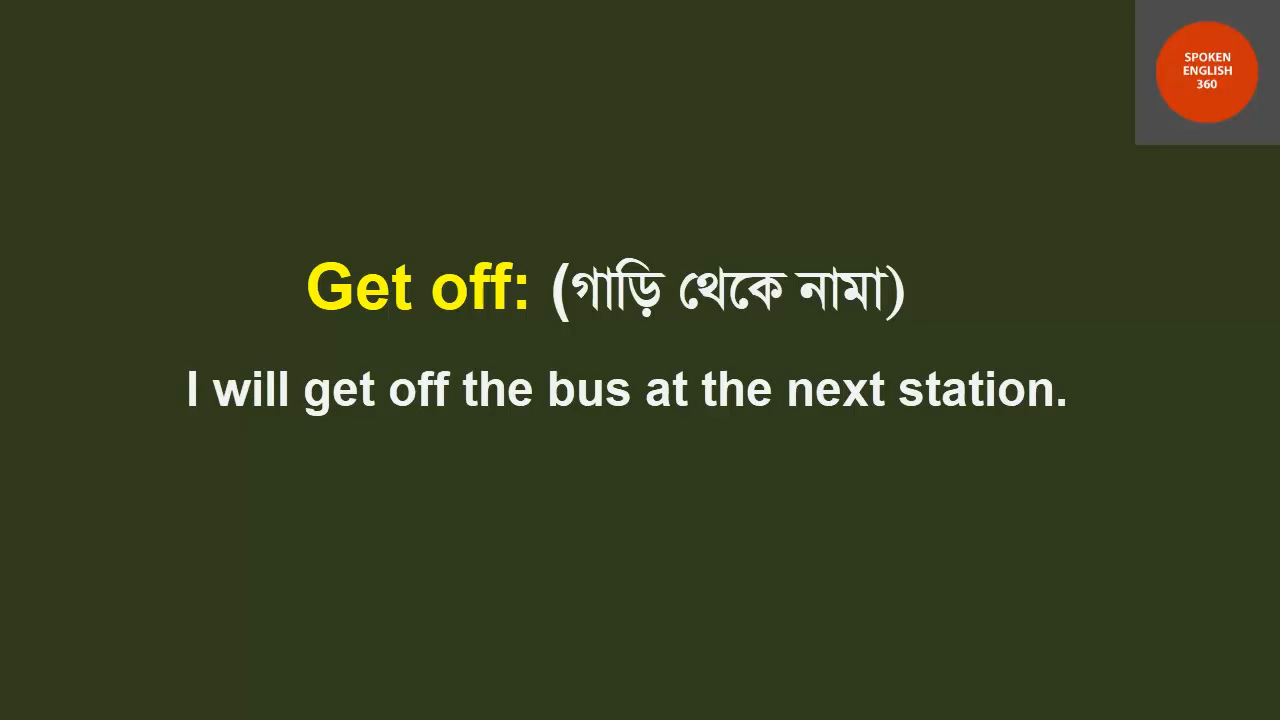 SPOKEN
ENGLISH
360
Get off: (গাড়ি থেকে নামা)
I will get off the bus at the next station.